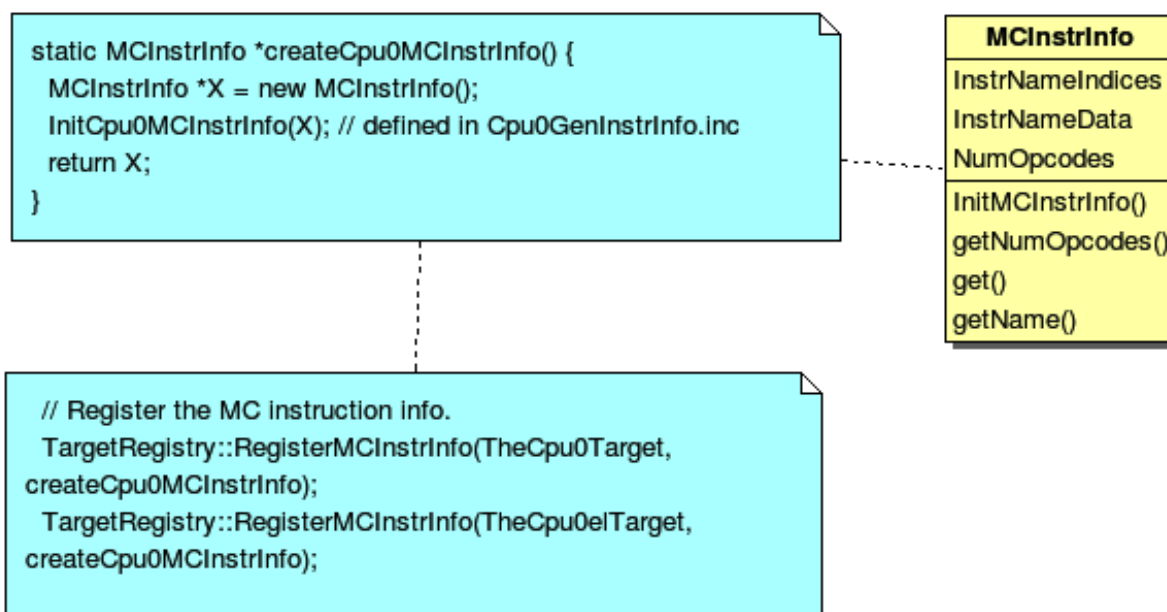 static MCInstrInfo *createCpu0MCInstrInfo() {
MCInstrInfo *X = new MCInstrInfo();
InitCpu0MCInstrInfo(X); // defined in Cpu0GenInstrInfo.inc
return X;
}
MCInstrInfo
InstrNameIndices
InstrNameData
NumOpcodes
InitMCInstrInfo()
getNumOpcodes()
get()
getName()
// Register the MC instruction info.
TargetRegistry::RegisterMCInstrInfo(TheCpu0Target,
createCpu0MCInstrInfo);
TargetRegistry::RegisterMCInstrInfo(TheCpu0elTarget,
createCpu0MCInstrInfo);